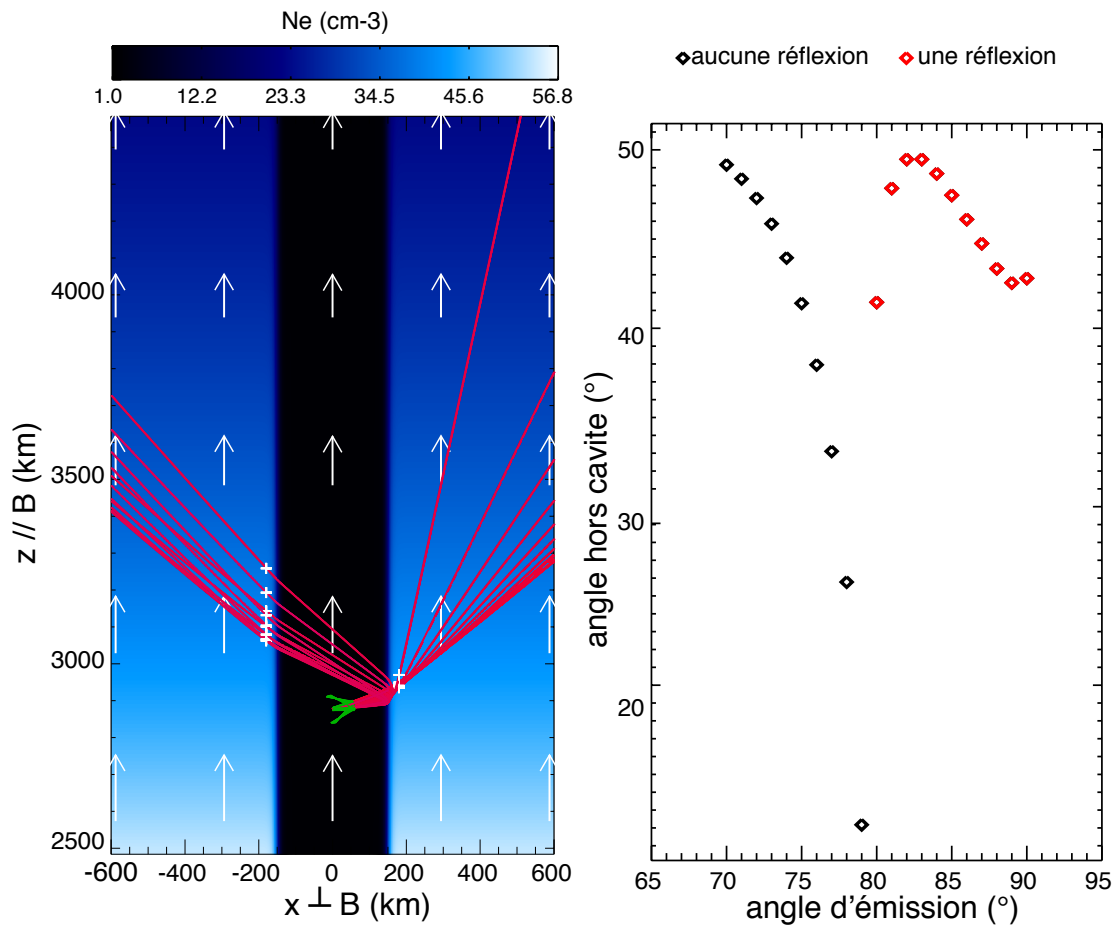 Ne (cm-3)
1.0 12.2 23.3 34.5 45.6 56.8
aucune réflexion une réflexion
4000
3500
3000
2500
z // B (km)
-600 -400 -200 0 200 400 600
x ⊥ B (km)
50
40
30
20
angle hors cavite (°)
65 70 75 80 85 90 95
angle d'émission (°)